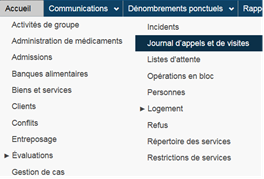 Accueil Communications Dénombrements ponctuels Rapp
Activités de groupe
Administration de médicaments
Admissions
Banques alimentaires
Biens et services
Clients
Conflits
Entreposage
Évaluations
Gestion de cas
Incidents
Journal d'appels et de visites
Listes d'attente
Opérations en bloc
Personnes
Logement
Refus
Répertoire des services
Restrictions de services